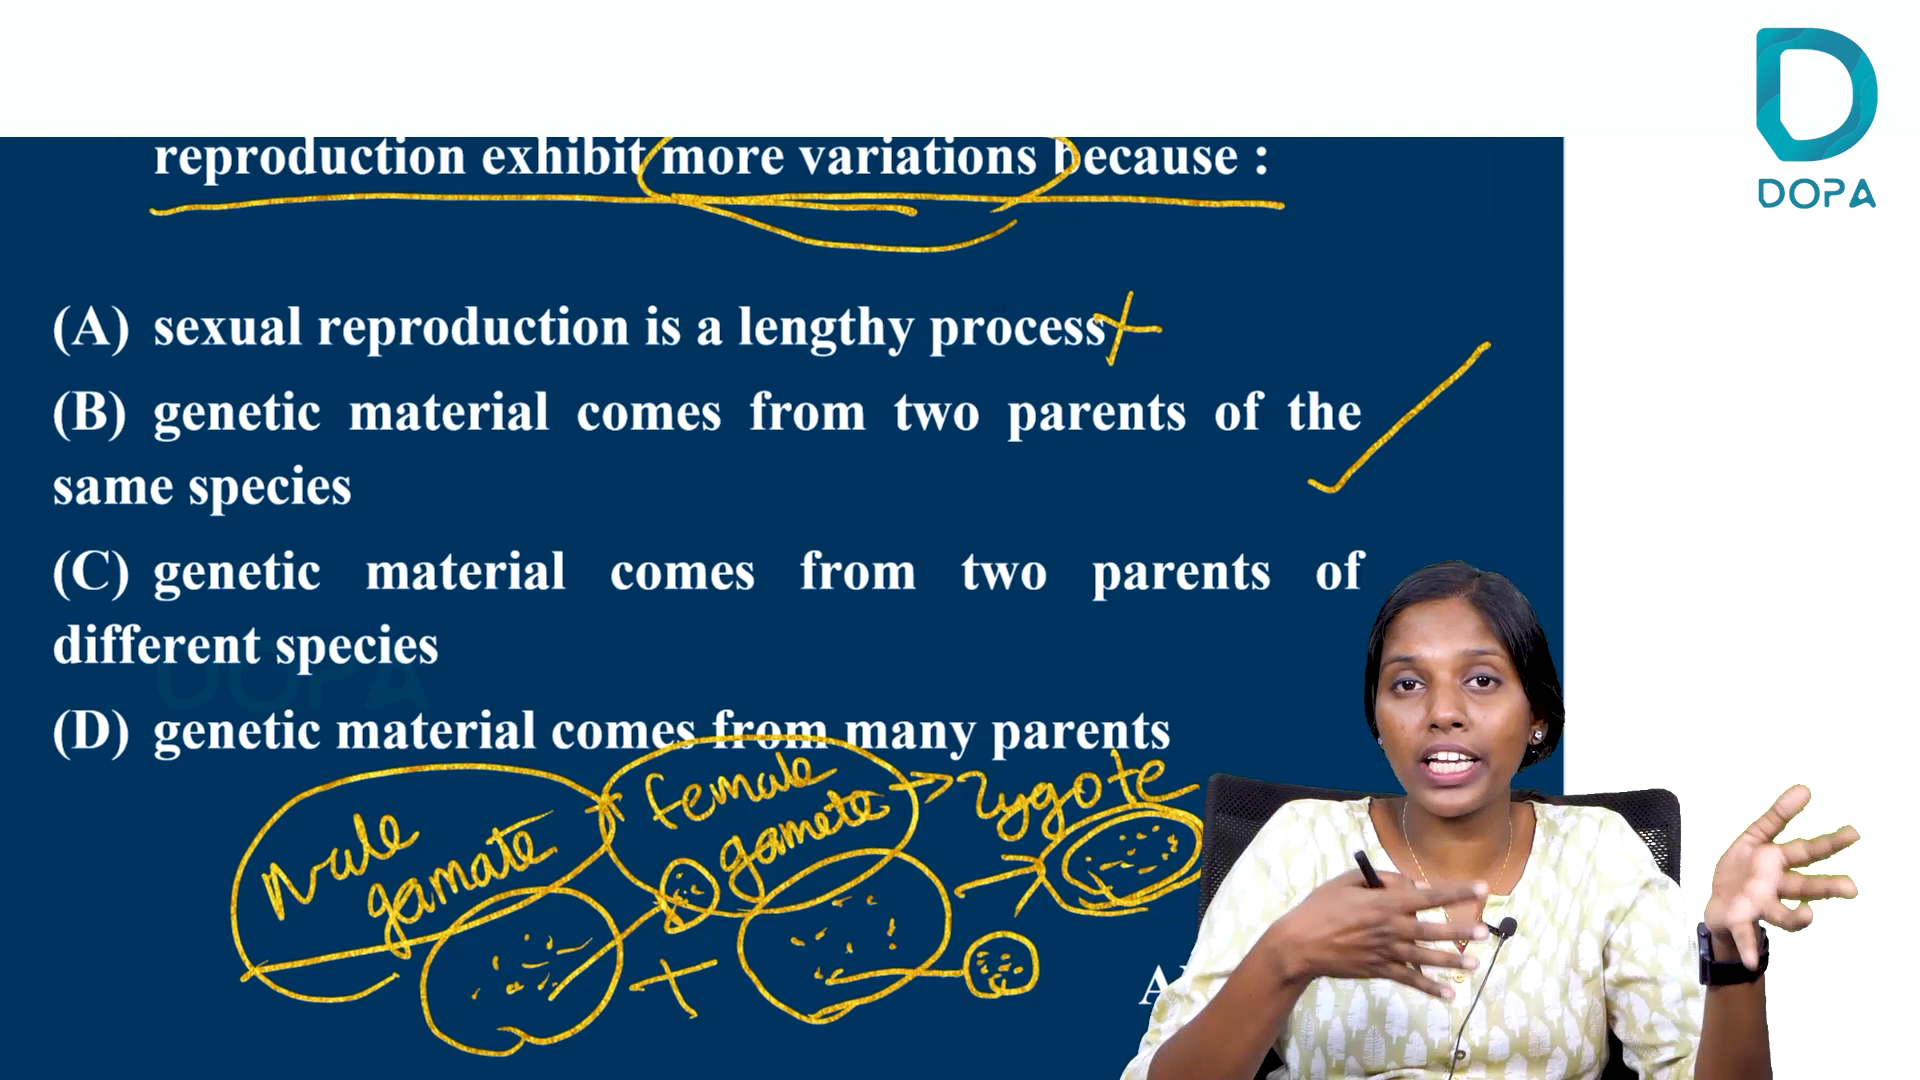 DOPA
reproduction exhibit more variations because :
(A) sexual reproduction is a lengthy process
(B) genetic material comes from two parents of the
same species
(C) genetic material comes from two parents of
different species
DOPA
(D) genetic material comes from many parents
Male
gamate
female
gamete
zygote